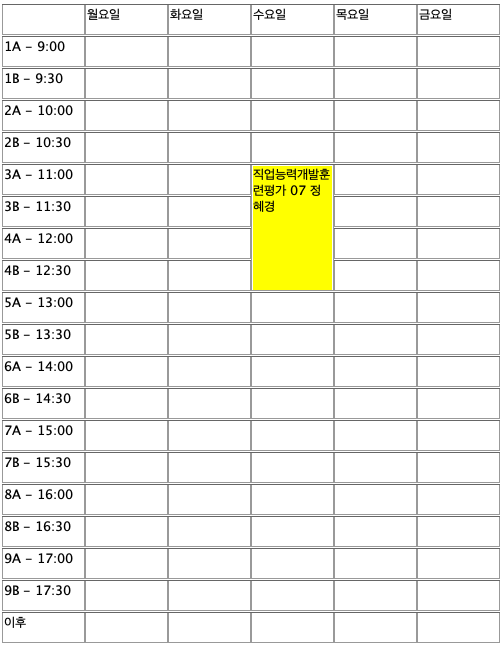 월요일 화요일 수요일 목요일 금요일
1A – 9:00
1B – 9:30
2A – 10:00
2B – 10:30
3A – 11:00
직업능력개발훈
련평가 07 정
혜경
3B – 11:30
4A – 12:00
4B – 12:30
5A – 13:00
5B – 13:30
6A – 14:00
6B – 14:30
7A – 15:00
7B – 15:30
8A – 16:00
8B – 16:30
9A – 17:00
9B – 17:30
이후